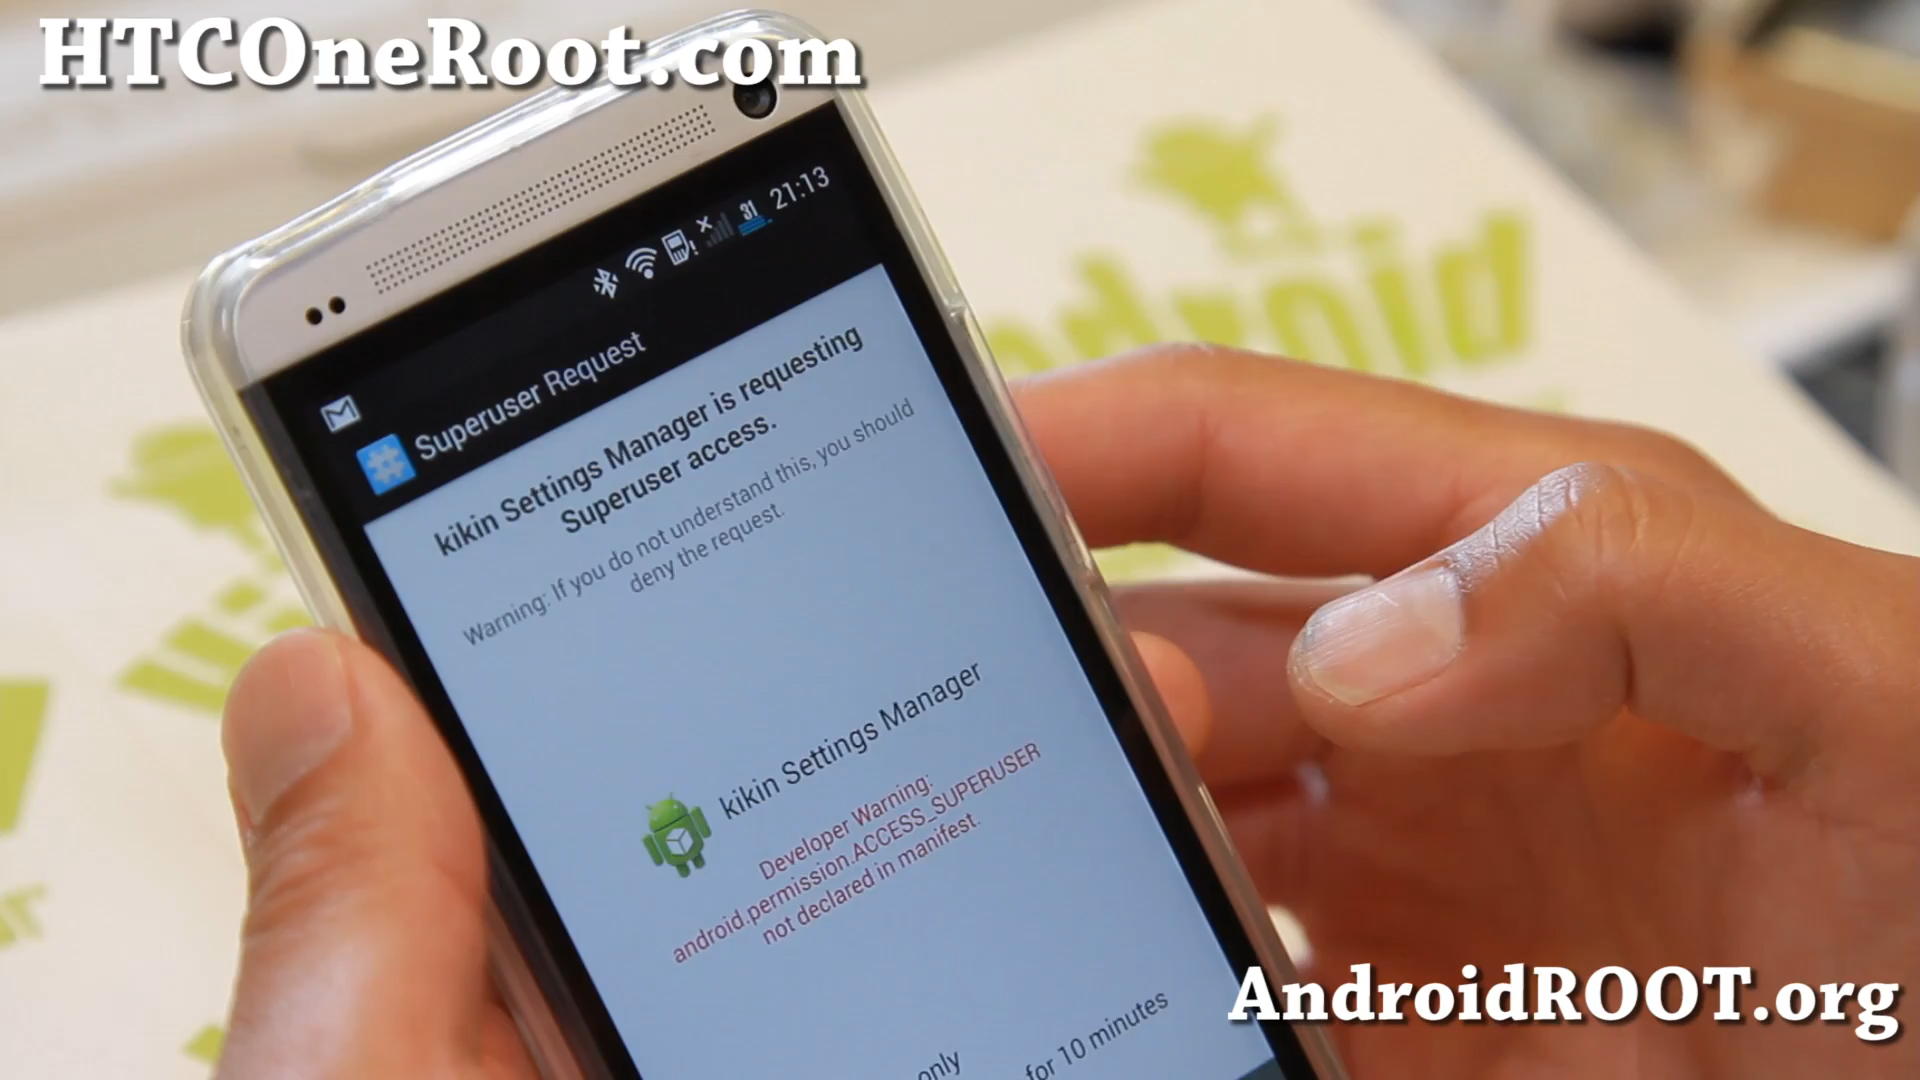 HTCOneRoot.com
31 21:13
Superuser Request
kikin Settings Manager is requesting
Superuser access.
Warning: If you do not understand this, you should
deny the request.
kikin Settings Manager
Developer Warning:
android.permission.ACCESS_SUPERUSER
not declared in manifest.
only
for 10 minutes
AndroidROOT.org